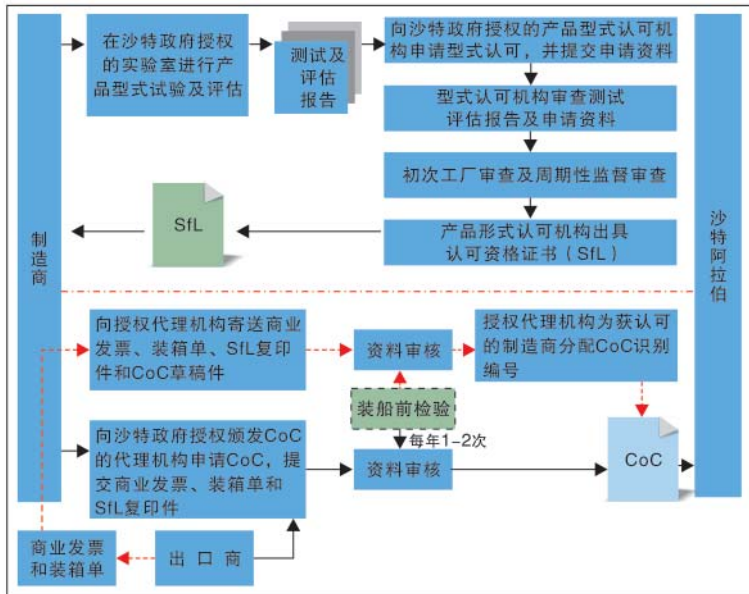 在沙特政府授权
的实验室进行产
品型式试验及评估
测试及
评估
报告
向沙特政府授权的产品型式认可机
构申请型式认可，并提交申请资料
型式认可机构审查测试
评估报告及申请资料
初次工厂审查及周期性监督审查
产品形式认可机构出具
认可资格证书（SfL）
SfL
制造商
沙特阿拉伯
向授权代理机构寄送商业
发票、装箱单、SfL复印
件和CoC草稿件
资料审核
授权代理机构为获认可
的制造商分配CoC识别
编号
装船前检验
每年1-2次
向沙特政府授权颁发CoC
的代理机构申请CoC，提
交商业发票、装箱单和
SfL复印件
资料审核
CoC
商业发票
和装箱单
出口商